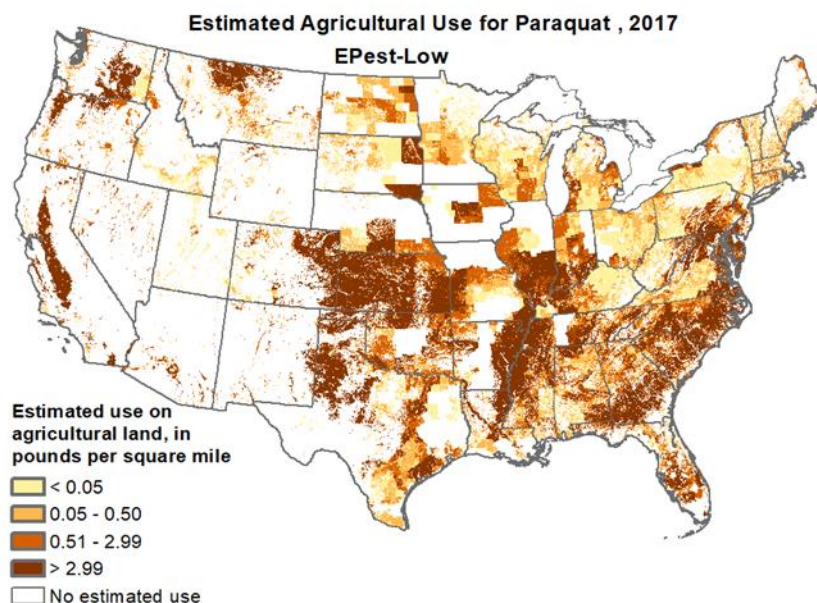 Estimated Agricultural Use for Paraquat , 2017
EPest-Low
Estimated use on
agricultural land, in
pounds per square mile
< 0.05
0.05 - 0.50
0.51 - 2.99
> 2.99
No estimated use